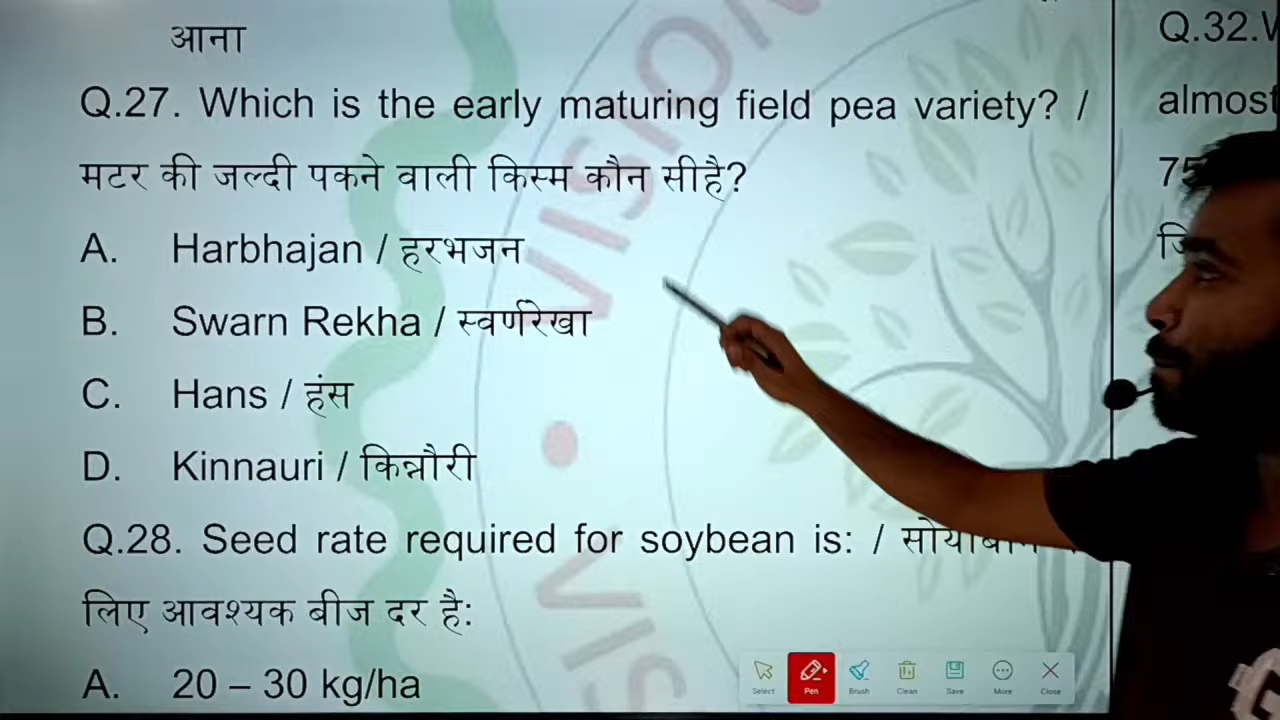 आना
Q.27. Which is the early maturing field pea variety? /
मटर की जल्दी पकने वाली किस्म कौन सीहै?
A. Harbhajan / हरभजन
B. Swarn Rekha / स्वर्णरेखा
C. Hans / हंस
D. Kinnauri / किन्नौरी
Q.28. Seed rate required for soybean is: /
लिए आवश्यक बीज दर है:
A. 20 – 30 kg/ha
Q.32.
almost
VISION
VIS
Select
Pen
Brush
Clean
Save
More
Close